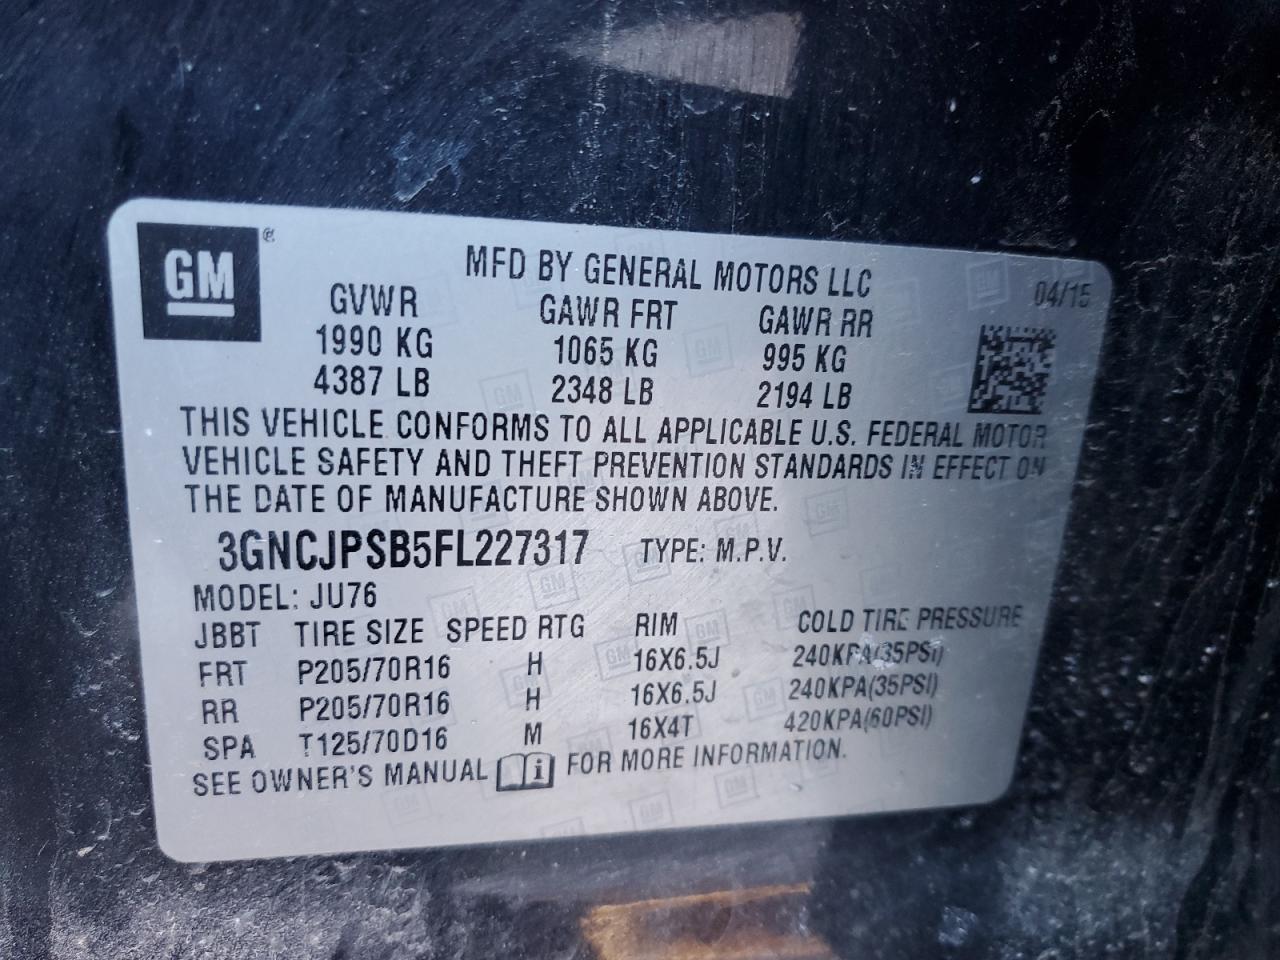 GM
MFD BY GENERAL MOTORS LLC
04/15
GVWR GAWR FRT GAWR RR
1990 KG 1065 KG 995 KG
4387 LB 2348 LB 2194 LB
THIS VEHICLE CONFORMS TO ALL APPLICABLE U.S. FEDERAL MOTOR
VEHICLE SAFETY AND THEFT PREVENTION STANDARDS IN EFFECT ON
THE DATE OF MANUFACTURE SHOWN ABOVE.
3GNCJPSB5FL227317 TYPE: M.P.V.
MODEL: JU76
JBBT TIRE SIZE SPEED RTG RIM COLD TIRE PRESSURE
FRT P205/70R16 H 16X6.5J 240KPA(35PSI)
RR P205/70R16 H 16X6.5J 240KPA(35PSI)
SPA T125/70D16 M 16X4T 420KPA(60PSI)
SEE OWNER'S MANUAL i FOR MORE INFORMATION.